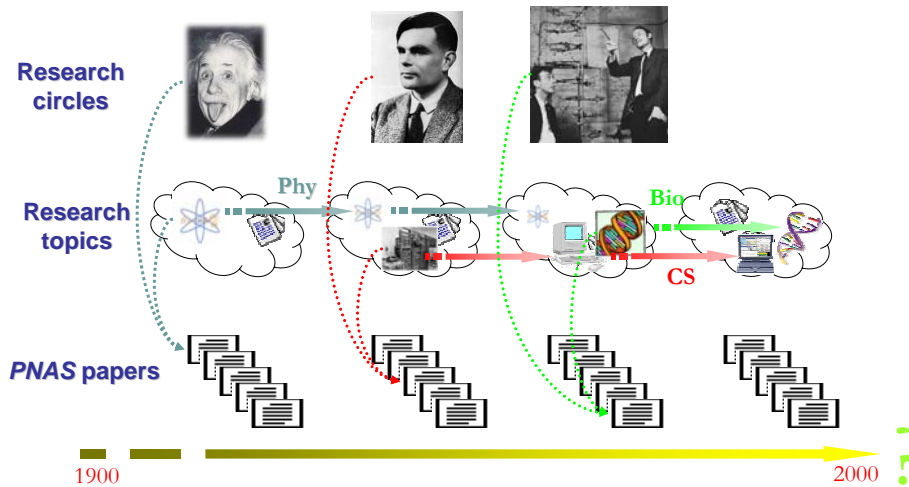 Research
circles
Phy
Bio
Research
topics
CS
PNAS papers
1900
2000